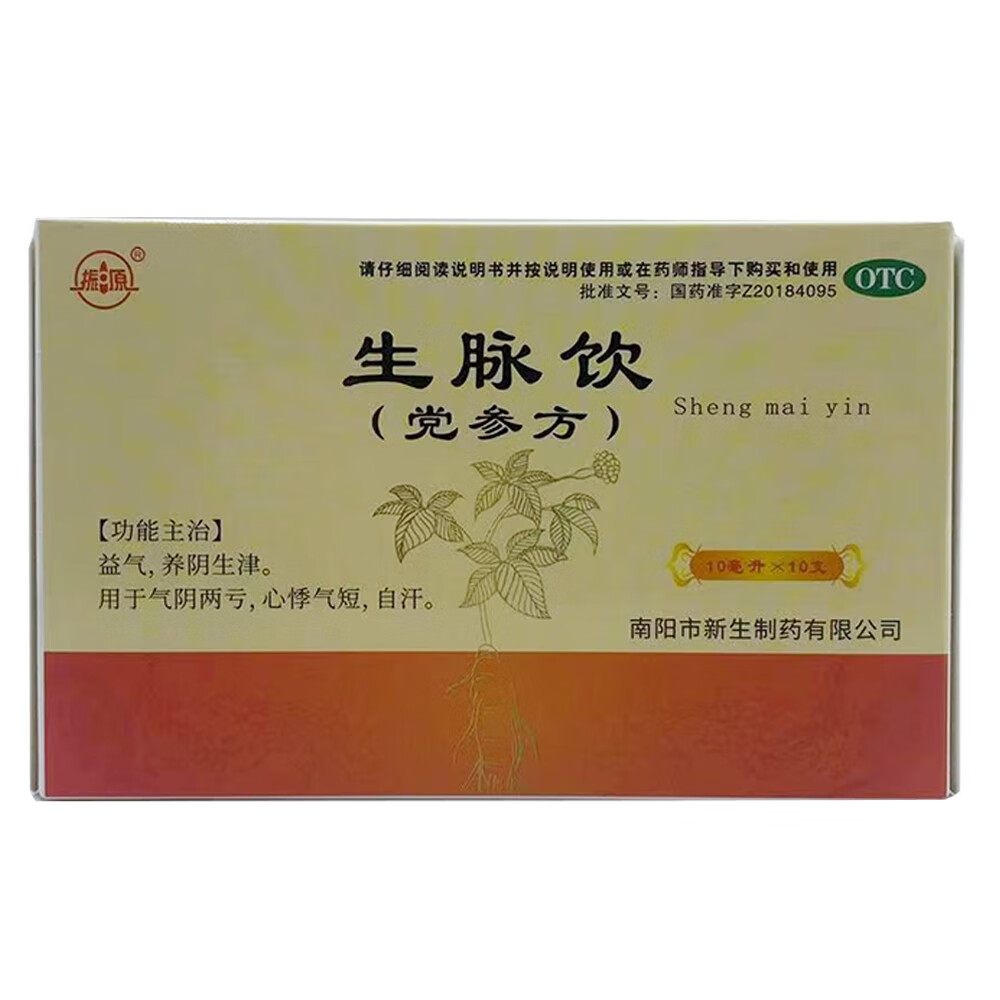 振源®
请仔细阅读说明书并按说明使用或在药师指导下购买和使用
批准文号：国药准字Z20184095
OTC
生脉饮
（党参方）
Sheng mai yin
【功能主治】
益气，养阴生津。
用于气阴两亏，心悸气短，自汗。
10毫升×10支
南阳市新生制药有限公司